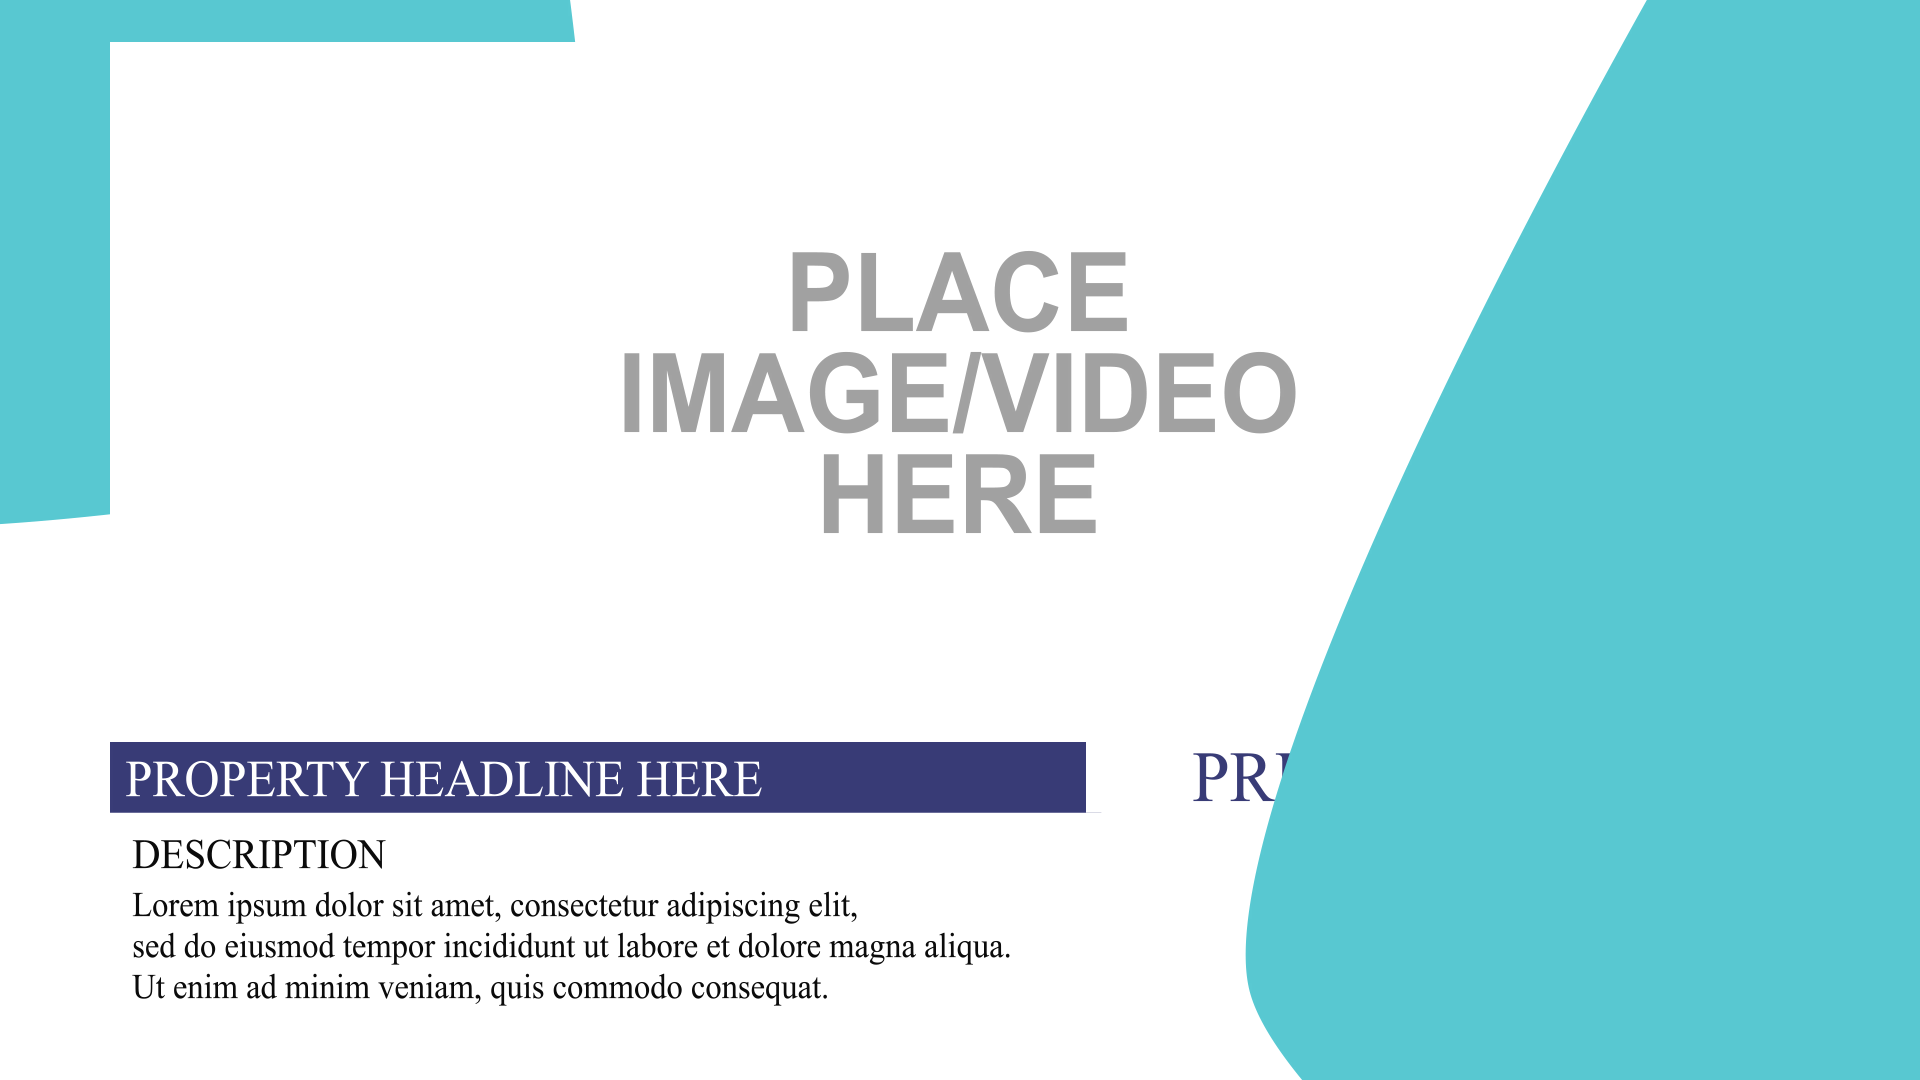 PLACE
IMAGE/VIDEO
HERE
PROPERTY HEADLINE HERE
DESCRIPTION
Lorem ipsum dolor sit amet, consectetur adipiscing elit,
sed do eiusmod tempor incididunt ut labore et dolore magna aliqua.
Ut enim ad minim veniam, quis commodo consequat.